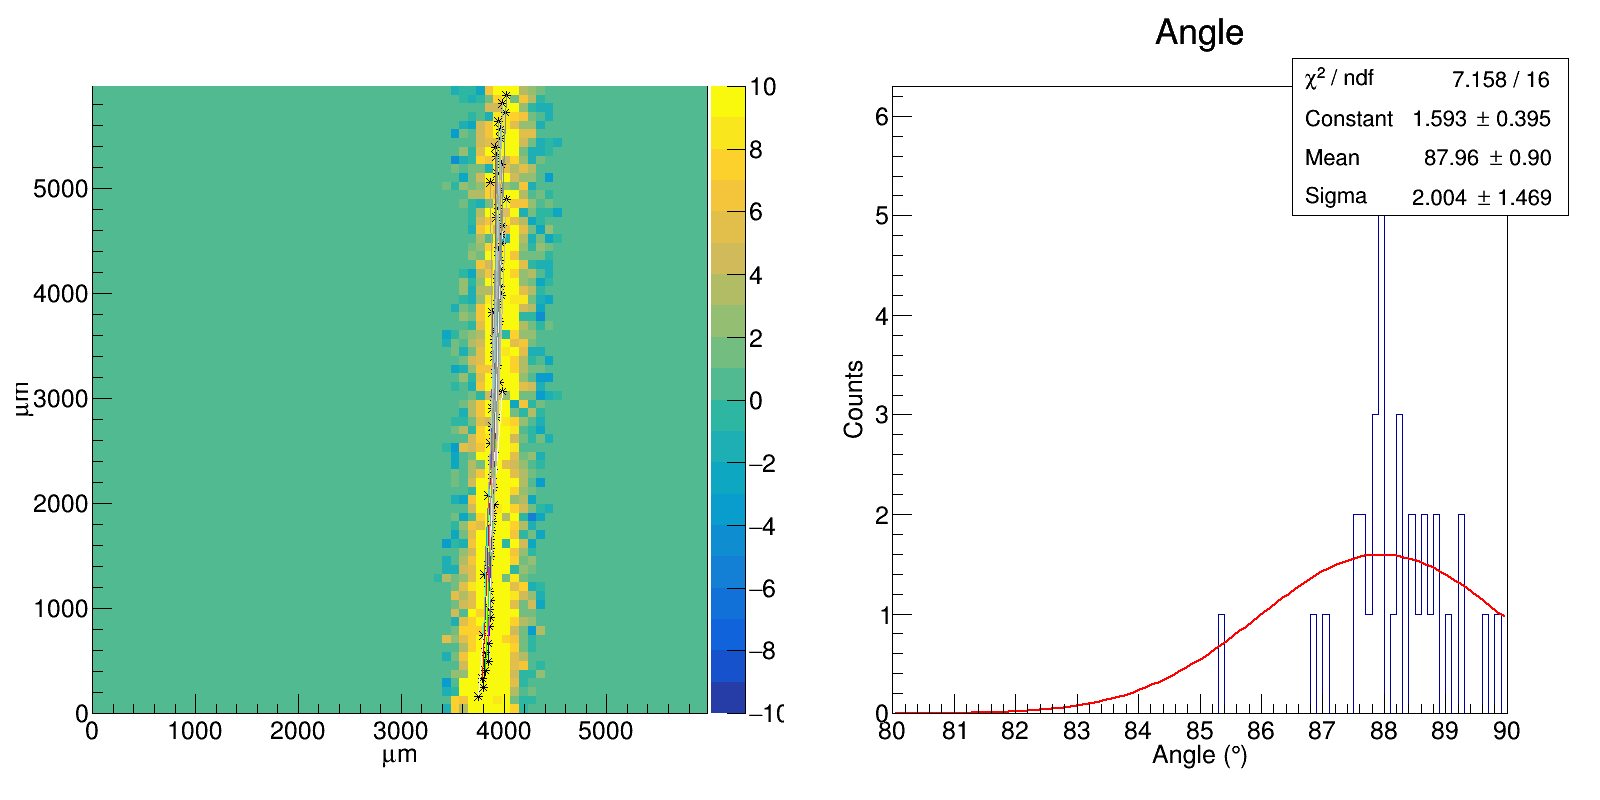 Angle
χ² / ndf 7.158 / 16
Constant 1.593 ± 0.395
Mean 87.96 ± 0.90
Sigma 2.004 ± 1.469
10
8
6
4
2
0
−2
−4
−6
−8
−10
5000
4000
3000
2000
1000
0
μm
0 1000 2000 3000 4000 5000
μm
6
5
4
3
2
1
0
Counts
80 81 82 83 84 85 86 87 88 89 90
Angle (°)